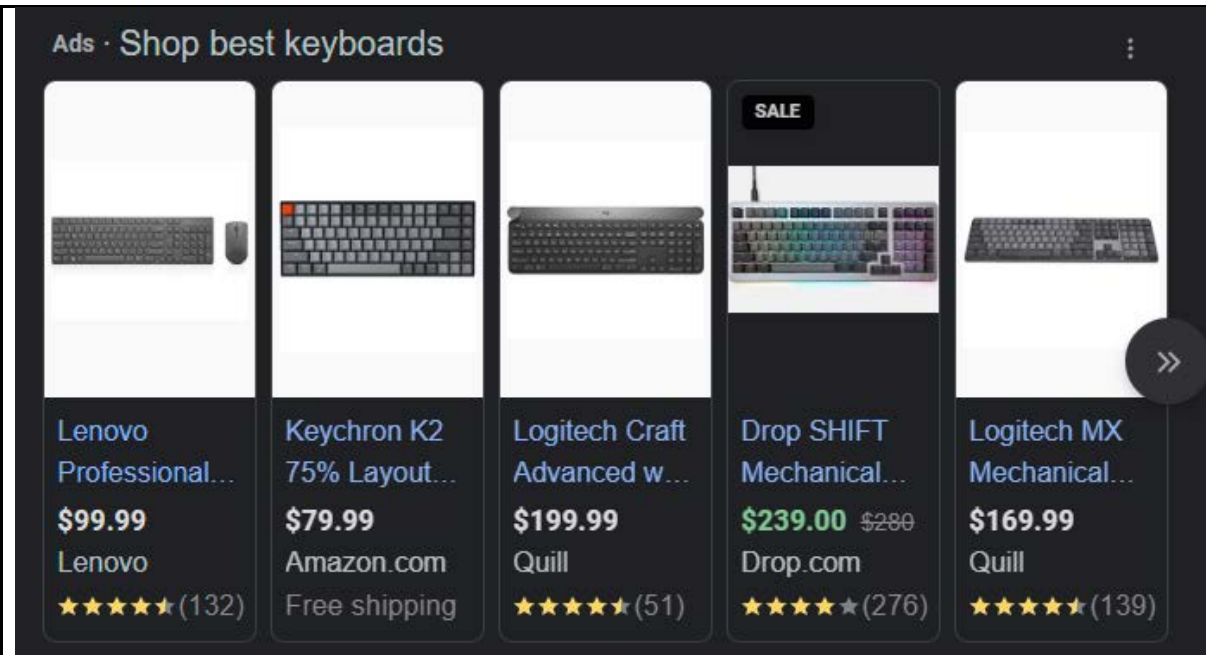 Ads · Shop best keyboards
SALE
Lenovo
Professional...
$99.99
Lenovo
(132)
Keychron K2
75% Layout...
$79.99
Amazon.com
Free shipping
Logitech Craft
Advanced w...
$199.99
Quill
(51)
Drop SHIFT
Mechanical...
$239.00 $280
Drop.com
(276)
Logitech MX
Mechanical...
$169.99
Quill
(139)